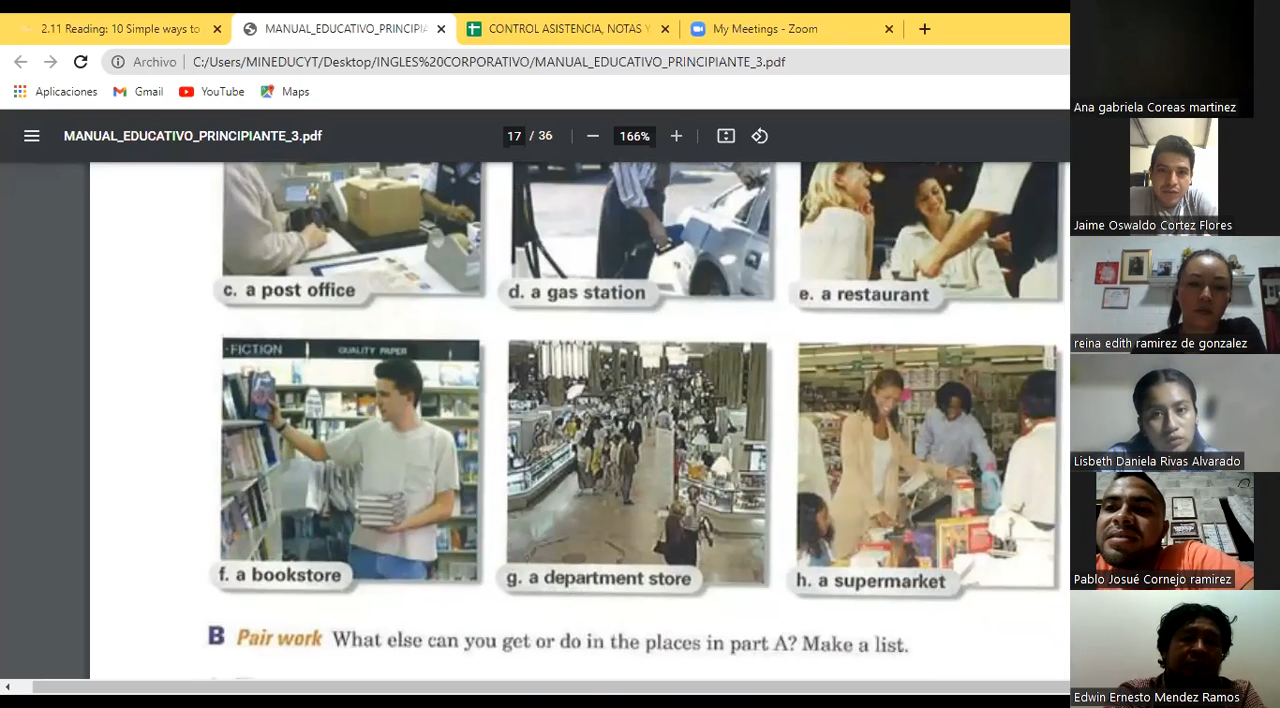 2.11 Reading: 10 Simple ways to
MANUAL_EDUCATIVO_PRINCIPIA
CONTROL ASISTENCIA, NOTAS Y
My Meetings - Zoom
Archivo
C:/Users/MINEDUCYT/Desktop/INGLES%20CORPORATIVO/MANUAL_EDUCATIVO_PRINCIPIANTE_3.pdf
Aplicaciones
Gmail
YouTube
Maps
MANUAL_EDUCATIVO_PRINCIPIANTE_3.pdf
17 / 36
166%
c. a post office
d. a gas station
e. a restaurant
-FICTION
QUALITY PAPER
f. a bookstore
g. a department store
h. a supermarket
B Pair work What else can you get or do in the places in part A? Make a list.
Ana gabriela Coreas martinez
Jaime Oswaldo Cortez Flores
reina edith ramirez de gonzalez
Lisbeth Daniela Rivas Alvarado
Pablo Josué Cornejo ramirez
Edwin Ernesto Mendez Ramos